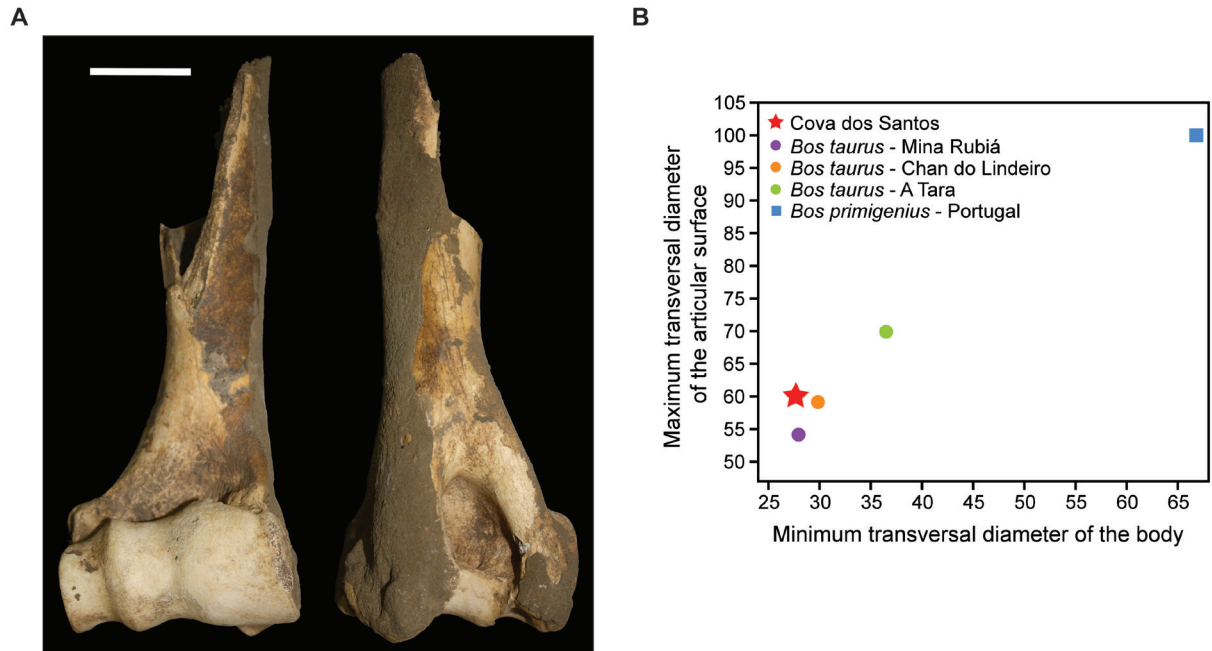 A
B
105
100
95
90
85
80
75
70
65
60
55
50
Maximum transversal diameter
of the articular surface
Cova dos Santos
Bos taurus - Mina Rubiá
Bos taurus - Chan do Lindeiro
Bos taurus - A Tara
Bos primigenius - Portugal
25 30 35 40 45 50 55 60 65
Minimum transversal diameter of the body